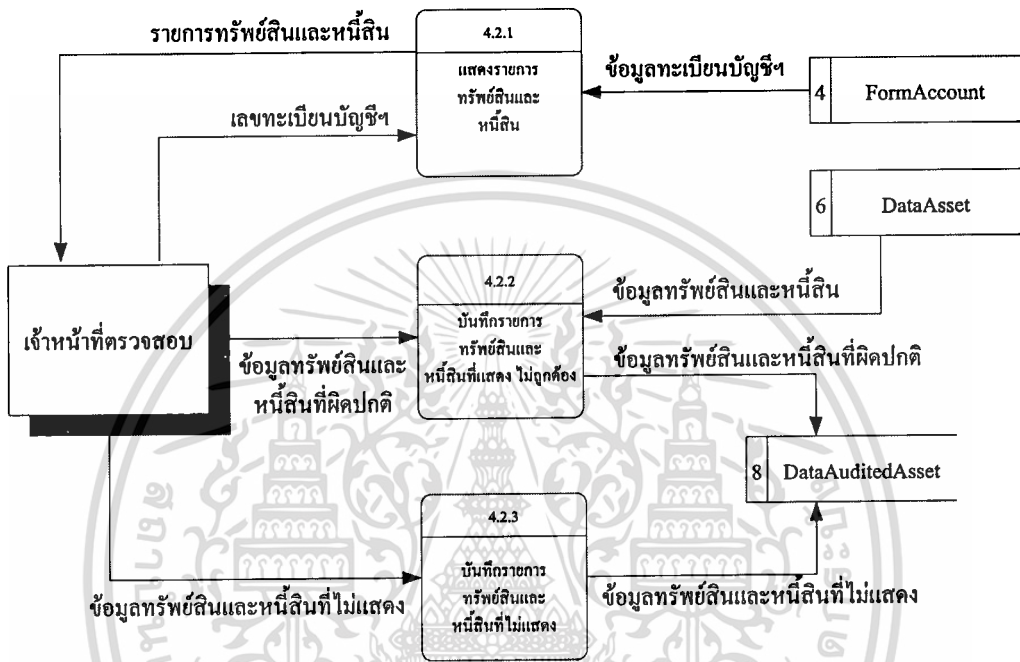 รายการทรัพย์สินและหนี้สิน
4.2.1
แสดงรายการ
ทรัพย์สินและ
หนี้สิน
ข้อมูลทะเบียนบัญชีฯ
4 FormAccount
เลขทะเบียนบัญชีฯ
6 DataAsset
เจ้าหน้าที่ตรวจสอบ
4.2.2
บันทึกรายการ
ทรัพย์สินและ
หนี้สินที่แสดง ไม่ถูกต้อง
ข้อมูลทรัพย์สินและหนี้สิน
ข้อมูลทรัพย์สินและ
หนี้สินที่ผิดปกติ
ข้อมูลทรัพย์สินและหนี้สินที่ผิดปกติ
8 DataAuditedAsset
4.2.3
บันทึกรายการ
ทรัพย์สินและ
หนี้สินที่ไม่แสดง
ข้อมูลทรัพย์สินและหนี้สินที่ไม่แสดง
ข้อมูลทรัพย์สินและหนี้สินที่ไม่แสดง